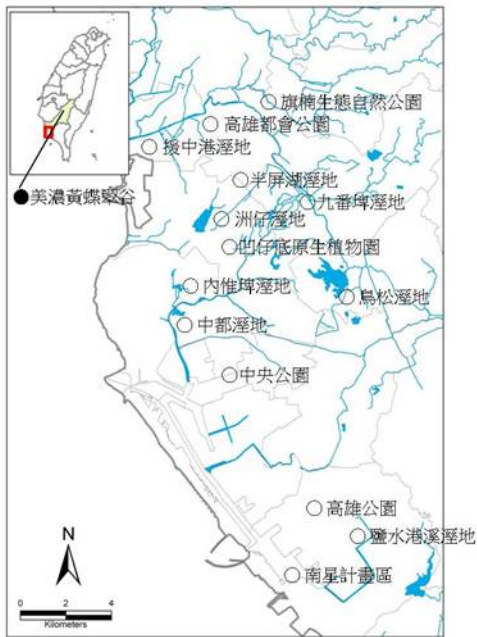 旗楠生態自然公園
高雄都會公園
援中港溼地
半屏湖溼地
美濃黃蝶翠谷
九番埤溼地
洲仔溼地
凹仔底原生植物園
內惟埤溼地
鳥松溼地
中都溼地
中央公園
高雄公園
鹽水港溪溼地
南星計畫區
N
0 2 4
Kilometers